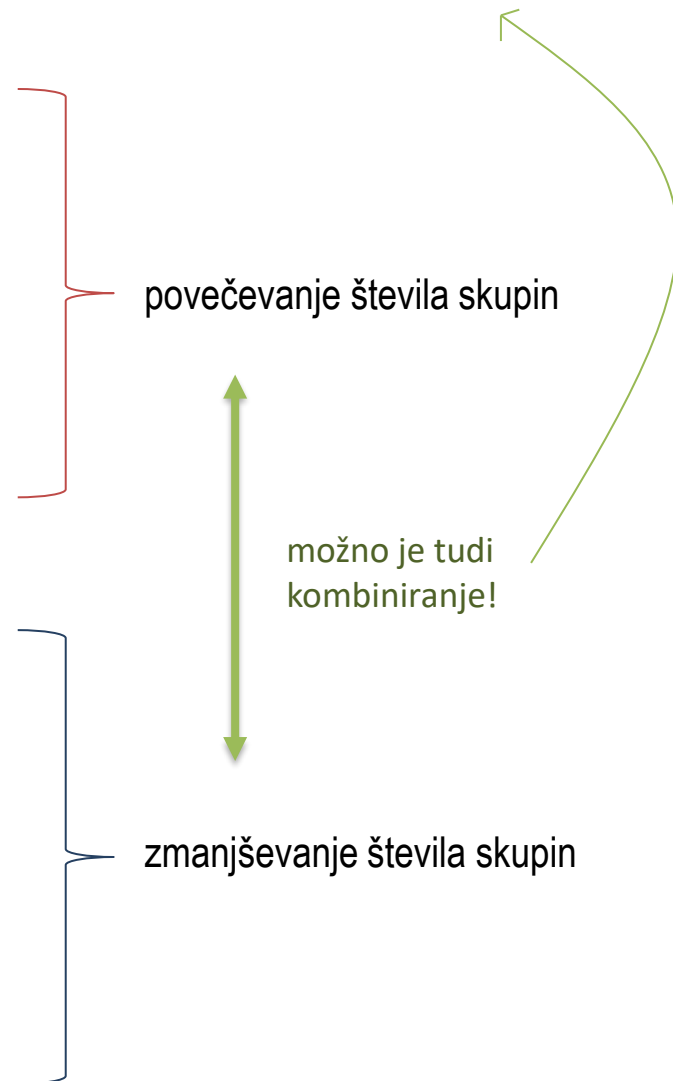 povečevanje števila skupin
možno je tudi
kombiniranje!
zmanjševanje števila skupin